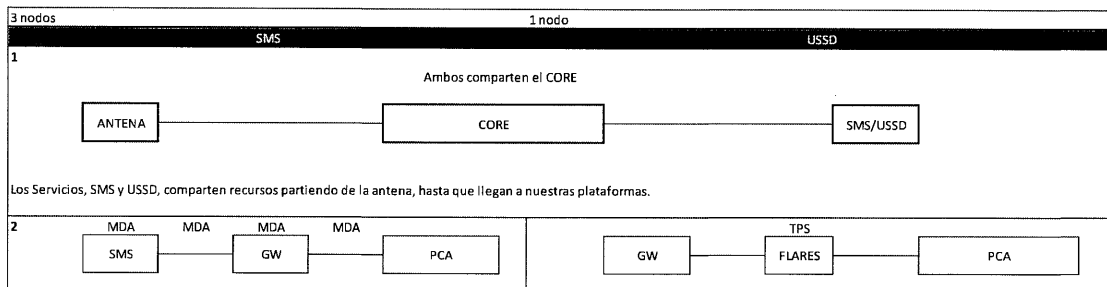 3 nodos 1 nodo
SMS USSD
1
Ambos comparten el CORE
ANTENA CORE SMS/USSD
Los Servicios, SMS y USSD, comparten recursos partiendo de la antena, hasta que llegan a nuestras plataformas.
2 MDA MDA MDA MDA TPS
SMS GW PCA GW FLARES PCA